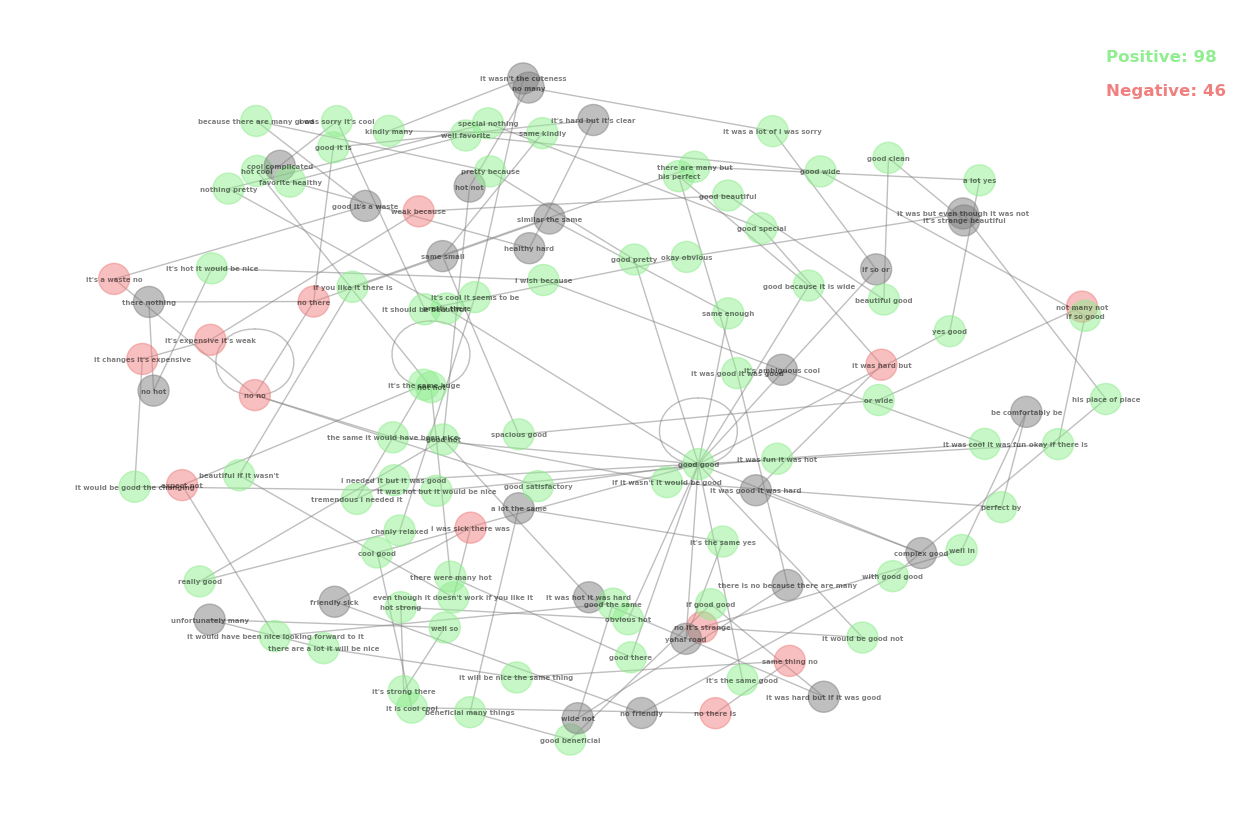 Positive: 98
Negative: 46
It wasn't the cuteness
no many
because there are many good
I was sorry it's cool
kindly many
special nothing
well favorite
same kindly
It's hard but it's clear
It was a lot of I was sorry
good it is
cool complicated
hot cool
favorite healthy
nothing pretty
pretty because
hot not
there are many but
his perfect
good wide
good clean
a lot yes
good it's a waste
weak because
similar the same
good beautiful
good special
It was but even though it was not
It's strange beautiful
same small
healthy hard
good pretty
okay obvious
It's hot it would be nice
It's a waste no
there nothing
no there
if you like it there is
I wish because
It's cool it seems to be
It should be beautiful
good because it is wide
if so or
beautiful good
not many not
if so good
same enough
yes good
It's expensive it's weak
It changes it's expensive
no hot
no no
It's the same huge
hot hot
It was good it was good
It's ambiguous cool
It was hard but
or wide
his place of place
be comfortably be
the same it would have been nice
good hot
spacious good
It was cool it was fun
okay if there is
good good
It was fun it was hot
If it wasn't it would be good
It was good it was hard
beautiful if it wasn't
It would be good the changing
I needed it but it was good
It was hot but it would be nice
tremendous I needed it
good satisfactory
a lot the same
perfect by
chanly relaxed
I was sick there was
cool good
It's the same yes
complex good
well in
with good good
really good
there were many hot
even though it doesn't work if you like it
hot strong
friendly sick
It was hot it was hard
good the same
obvious hot
there is no because there are many
If good good
no it's strange
yahal road
It would be good not
unfortunately many
It would have been nice looking forward to it
there are a lot it will be nice
well so
good there
same thing no
It will be nice the same thing
It's the same good
It was hard but if it was good
It's strong there
It is cool cool
beneficial many things
wide not
no friendly
no there is
good beneficial